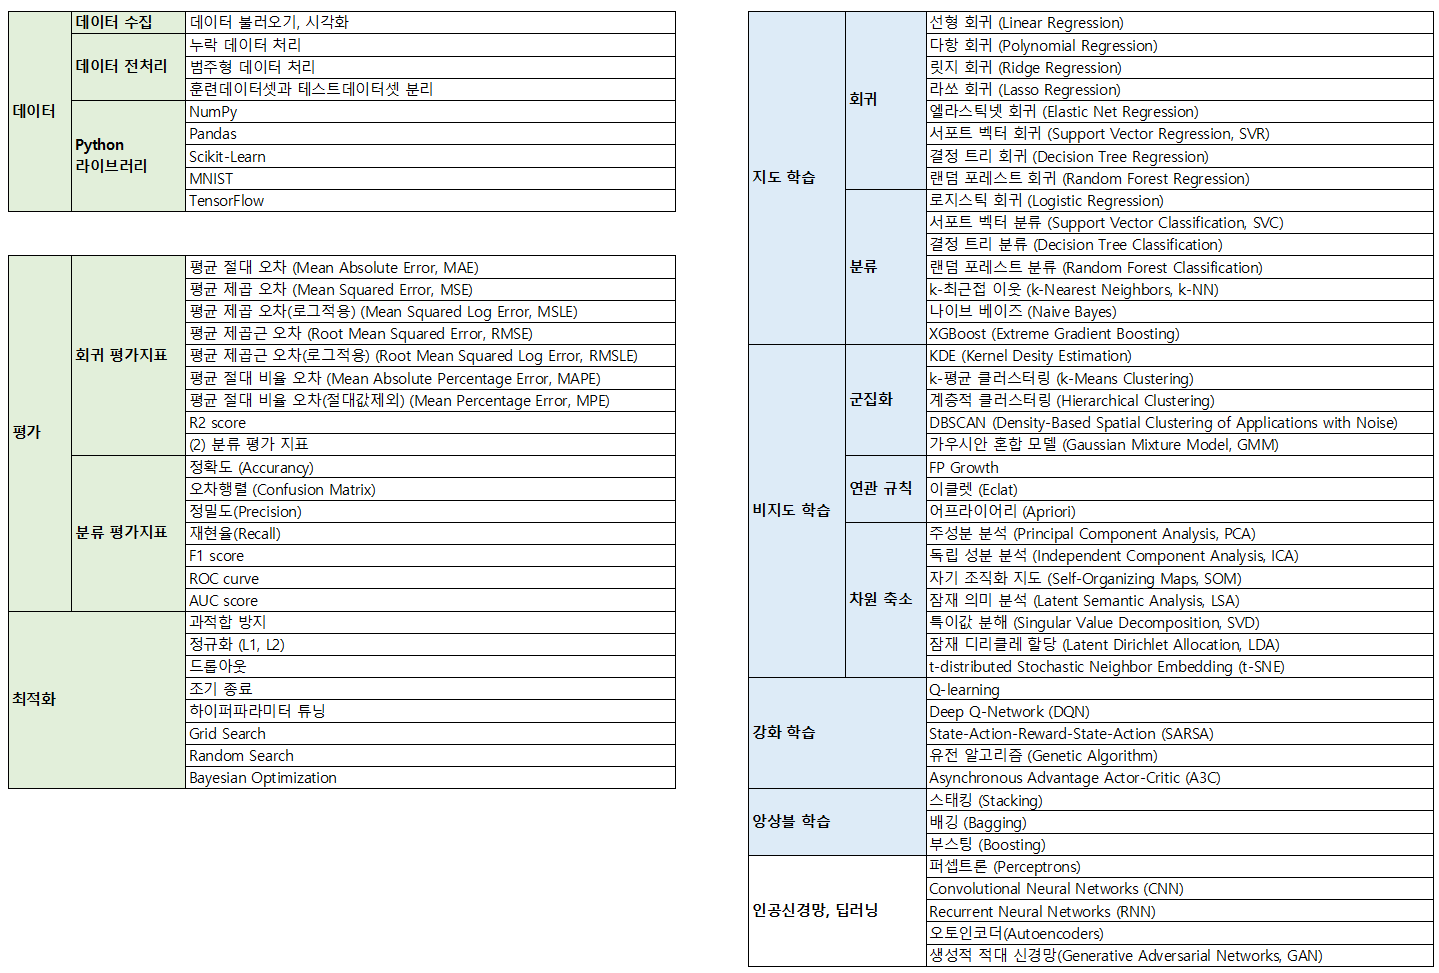 데이터
데이터 수집
데이터 불러오기, 시각화
데이터 전처리
누락 데이터 처리
범주형 데이터 처리
훈련데이터셋과 테스트데이터셋 분리
Python
라이브러리
NumPy
Pandas
Scikit-Learn
MNIST
TensorFlow
평가
회귀 평가지표
평균 절대 오차 (Mean Absolute Error, MAE)
평균 제곱 오차 (Mean Squared Error, MSE)
평균 제곱 오차(로그적용) (Mean Squared Log Error, MSLE)
평균 제곱근 오차 (Root Mean Squared Error, RMSE)
평균 제곱근 오차(로그적용) (Root Mean Squared Log Error, RMSLE)
평균 절대 비율 오차 (Mean Absolute Percentage Error, MAPE)
평균 절대 비율 오차(절대값제외) (Mean Percentage Error, MPE)
R2 score
(2) 분류 평가 지표
분류 평가지표
정확도 (Accurancy)
오차행렬 (Confusion Matrix)
정밀도(Precision)
재현율(Recall)
F1 score
ROC curve
AUC score
최적화
과적합 방지
정규화 (L1, L2)
드롭아웃
조기 종료
하이퍼파라미터 튜닝
Grid Search
Random Search
Bayesian Optimization
지도 학습
회귀
선형 회귀 (Linear Regression)
다항 회귀 (Polynomial Regression)
릿지 회귀 (Ridge Regression)
라쏘 회귀 (Lasso Regression)
엘라스틱넷 회귀 (Elastic Net Regression)
서포트 벡터 회귀 (Support Vector Regression, SVR)
결정 트리 회귀 (Decision Tree Regression)
랜덤 포레스트 회귀 (Random Forest Regression)
분류
로지스틱 회귀 (Logistic Regression)
서포트 벡터 분류 (Support Vector Classification, SVC)
결정 트리 분류 (Decision Tree Classification)
랜덤 포레스트 분류 (Random Forest Classification)
k-최근접 이웃 (k-Nearest Neighbors, k-NN)
나이브 베이즈 (Naive Bayes)
XGBoost (Extreme Gradient Boosting)
비지도 학습
군집화
KDE (Kernel Desity Estimation)
k-평균 클러스터링 (k-Means Clustering)
계층적 클러스터링 (Hierarchical Clustering)
DBSCAN (Density-Based Spatial Clustering of Applications with Noise)
가우시안 혼합 모델 (Gaussian Mixture Model, GMM)
연관 규칙
FP Growth
이클렛 (Eclat)
어프라이어리 (Apriori)
차원 축소
주성분 분석 (Principal Component Analysis, PCA)
독립 성분 분석 (Independent Component Analysis, ICA)
자기 조직화 지도 (Self-Organizing Maps, SOM)
잠재 의미 분석 (Latent Semantic Analysis, LSA)
특이값 분해 (Singular Value Decomposition, SVD)
잠재 디리클레 할당 (Latent Dirichlet Allocation, LDA)
t-distributed Stochastic Neighbor Embedding (t-SNE)
강화 학습
Q-learning
Deep Q-Network (DQN)
State-Action-Reward-State-Action (SARSA)
유전 알고리즘 (Genetic Algorithm)
Asynchronous Advantage Actor-Critic (A3C)
앙상블 학습
스태킹 (Stacking)
배깅 (Bagging)
부스팅 (Boosting)
인공신경망, 딥러닝
퍼셉트론 (Perceptrons)
Convolutional Neural Networks (CNN)
Recurrent Neural Networks (RNN)
오토인코더(Autoencoders)
생성적 적대 신경망(Generative Adversarial Networks, GAN)